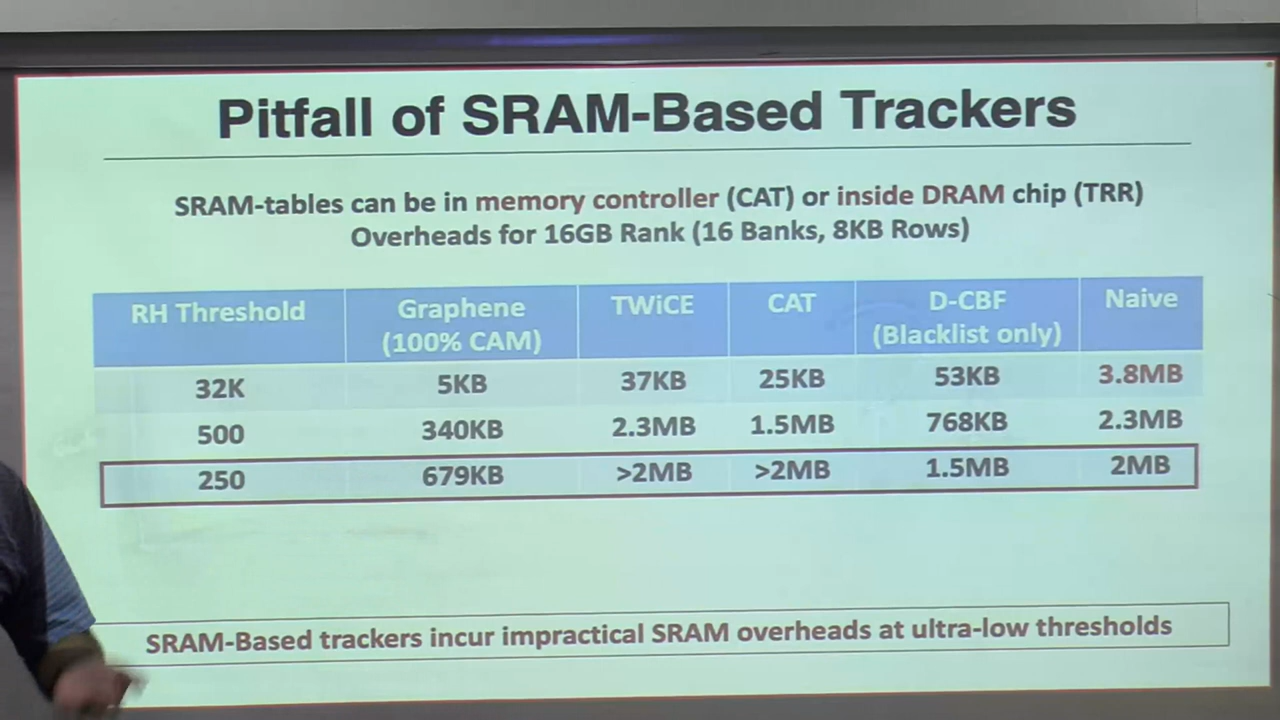 Pitfall of SRAM-Based Trackers
SRAM-tables can be in memory controller (CAT) or inside DRAM chip (TRR)
Overheads for 16GB Rank (16 Banks, 8KB Rows)
RH Threshold Graphene (100% CAM) TWiCE CAT D-CBF (Blacklist only) Naive
32K 5KB 37KB 25KB 53KB 3.8MB
500 340KB 2.3MB 1.5MB 768KB 2.3MB
250 679KB >2MB >2MB 1.5MB 2MB
SRAM-Based trackers incur impractical SRAM overheads at ultra-low thresholds